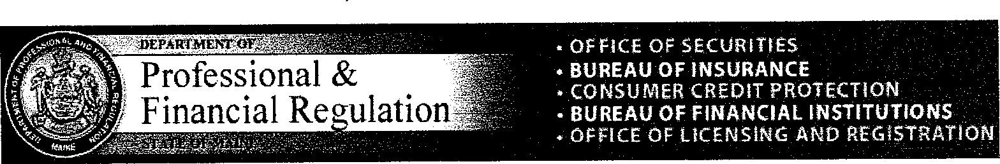 DEPARTMENT OF
Professional &
Financial Regulation
STATE OF MAINE
• OFFICE OF SECURITIES
• BUREAU OF INSURANCE
• CONSUMER CREDIT PROTECTION
• BUREAU OF FINANCIAL INSTITUTIONS
• OFFICE OF LICENSING AND REGISTRATION
DEPARTMENT OF PROFESSIONAL AND FINANCIAL REGULATION
MAINE